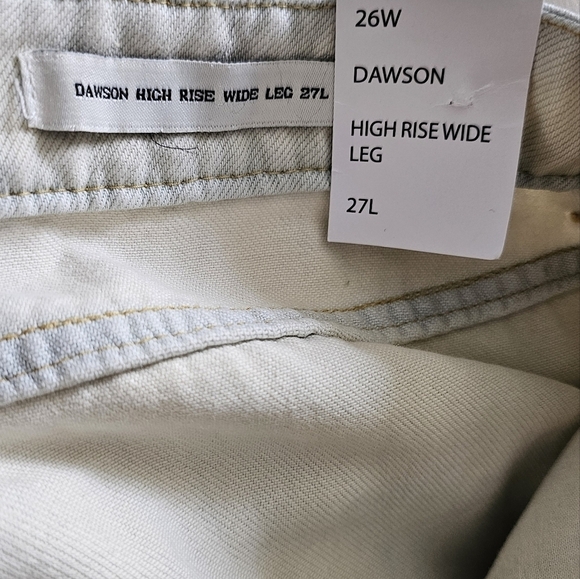 DAWSON HIGH RISE WIDE LEG 27L
26W
DAWSON
HIGH RISE WIDE
LEG
27L